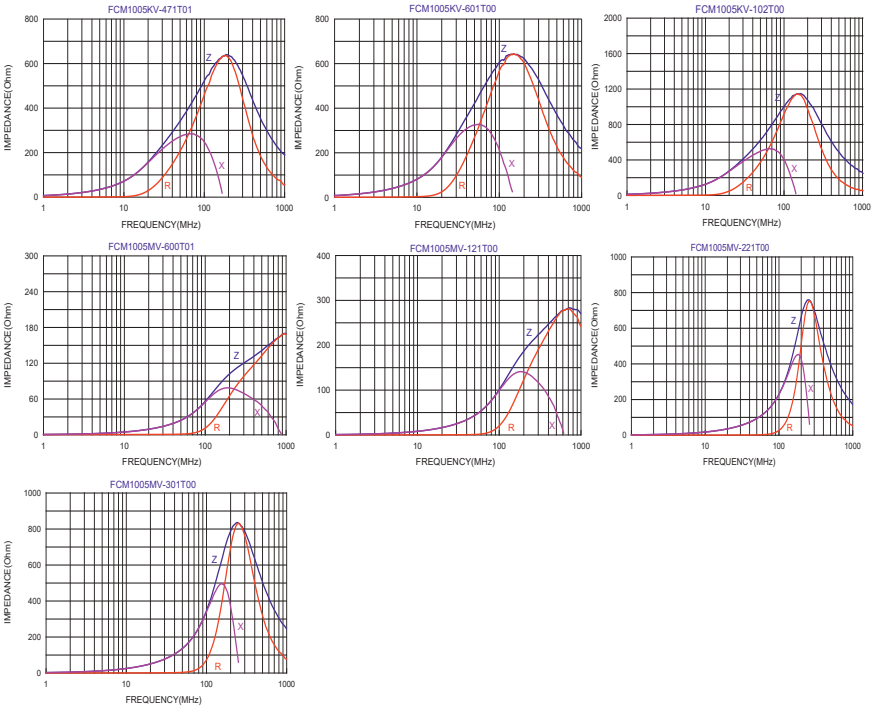 FCM1005KV-471T01
IMPEDANCE(Ohm)
800
600
400
200
0
Z
R
X
1
10
100
1000
FREQUENCY(MHz)
FCM1005KV-601T00
IMPEDANCE(Ohm)
800
600
400
200
0
Z
R
X
1
10
100
1000
FREQUENCY(MHz)
FCM1005KV-102T00
IMPEDANCE(Ohm)
2000
1600
1200
800
400
0
Z
R
X
1
10
100
1000
FREQUENCY(MHz)
FCM1005MV-600T01
IMPEDANCE(Ohm)
300
240
180
120
60
0
Z
R
X
1
10
100
1000
FREQUENCY(MHz)
FCM1005MV-121T00
IMPEDANCE(Ohm)
400
300
200
100
0
Z
R
X
1
10
100
1000
FREQUENCY(MHz)
FCM1005MV-221T00
IMPEDANCE(Ohm)
1000
800
600
400
200
0
Z
R
X
1
10
100
1000
FREQUENCY(MHz)
FCM1005MV-301T00
IMPEDANCE(Ohm)
1000
800
600
400
200
0
Z
R
X
1
10
100
1000
FREQUENCY(MHz)